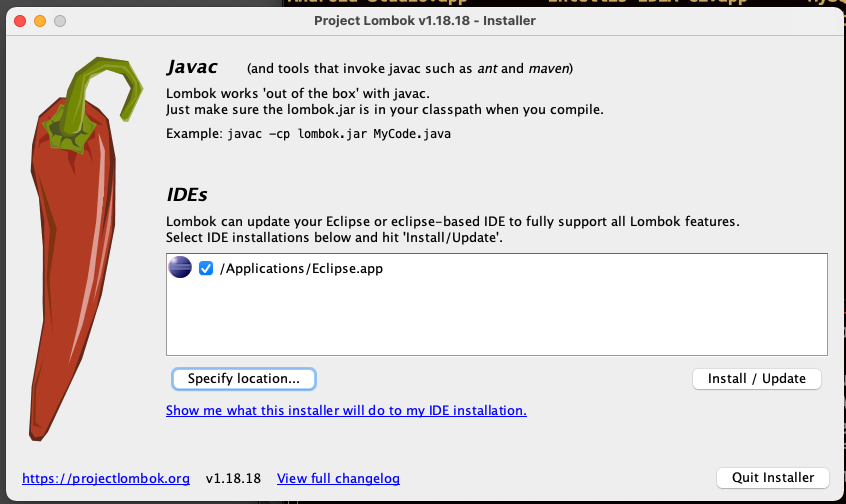 Project Lombok v1.18.18 - Installer
Javac (and tools that invoke javac such as ant and maven)
Lombok works 'out of the box' with javac.
Just make sure the lombok.jar is in your classpath when you compile.
Example: javac -cp lombok.jar MyCode.java
IDEs
Lombok can update your Eclipse or eclipse-based IDE to fully support all Lombok features.
Select IDE installations below and hit 'Install/Update'.
/Applications/Eclipse.app
Specify location... Install / Update
Show me what this installer will do to my IDE installation.
https://projectlombok.org v1.18.18 View full changelog
Quit Installer